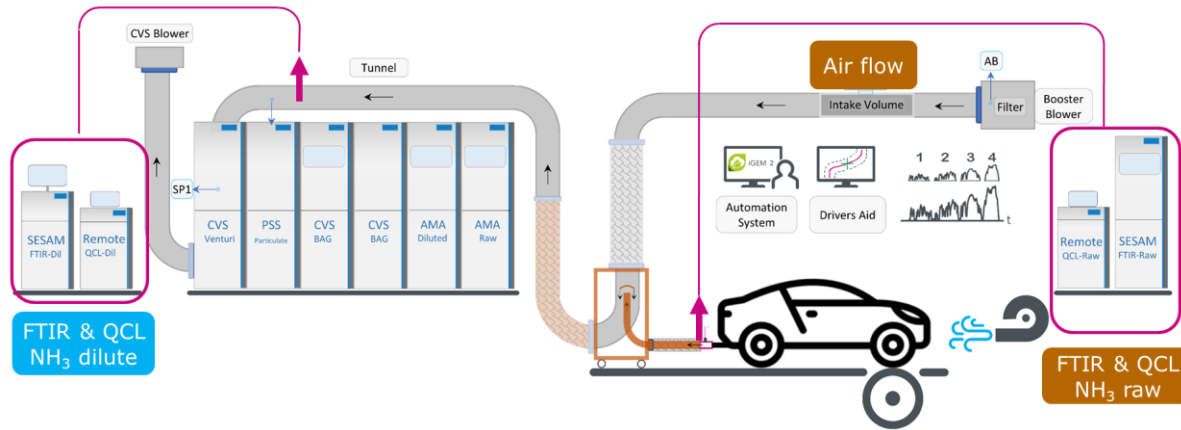 CVS Blower
Tunnel
Air flow
AB
Intake Volume
Filter
Booster
Blower
SP1
iGEM 2
Automation
System
Drivers Aid
1 2 3 4
t
SESAM
FTIR-Dil
Remote
QCL-Dil
CVS
Venturi
PSS
Particulate
CVS
BAG
CVS
BAG
AMA
Diluted
AMA
Raw
Remote
QCL-Raw
SESAM
FTIR-Raw
FTIR & QCL
NH₃ dilute
FTIR & QCL
NH₃ raw